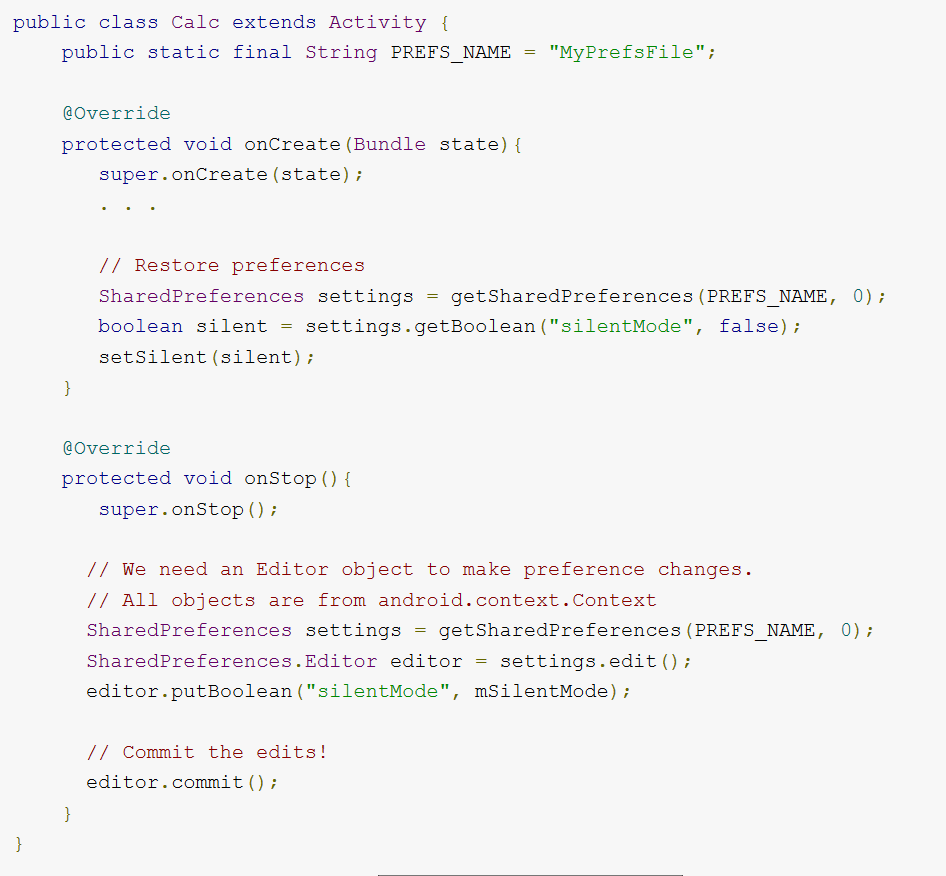 public class Calc extends Activity {
    public static final String PREFS_NAME = "MyPrefsFile";

    @Override
    protected void onCreate(Bundle state){
       super.onCreate(state);
       . . .

       // Restore preferences
       SharedPreferences settings = getSharedPreferences(PREFS_NAME, 0);
       boolean silent = settings.getBoolean("silentMode", false);
       setSilent(silent);
    }

    @Override
    protected void onStop(){
       super.onStop();

      // We need an Editor object to make preference changes.
      // All objects are from android.context.Context
      SharedPreferences settings = getSharedPreferences(PREFS_NAME, 0);
      SharedPreferences.Editor editor = settings.edit();
      editor.putBoolean("silentMode", mSilentMode);

      // Commit the edits!
      editor.commit();
    }
}